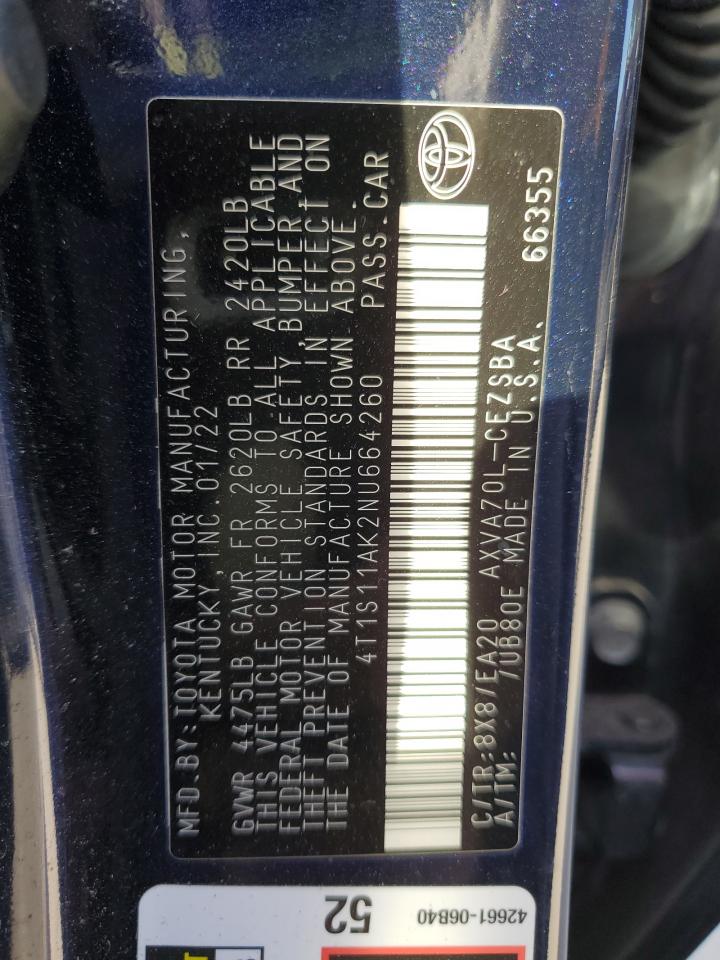 MFD.BY:TOYOTA MOTOR MANUFACTURING,
KENTUCKY INC. 01/22
GVWR 4475LB GAWR FR 2620LB RR 2420LB
THIS VEHICLE CONFORMS TO ALL APPLICABLE
FEDERAL MOTOR VEHICLE SAFETY, BUMPER AND
THEFT PREVENTION STANDARDS IN EFFECT ON
THE DATE OF MANUFACTURE SHOWN ABOVE.
4T1S11AK2NU664260 PASS.CAR
C/TR:8X8/EA20 AXVA70L-CEZSBA
A/TM: /UB80E MADE IN U.S.A. 66355
42661-06B40
52